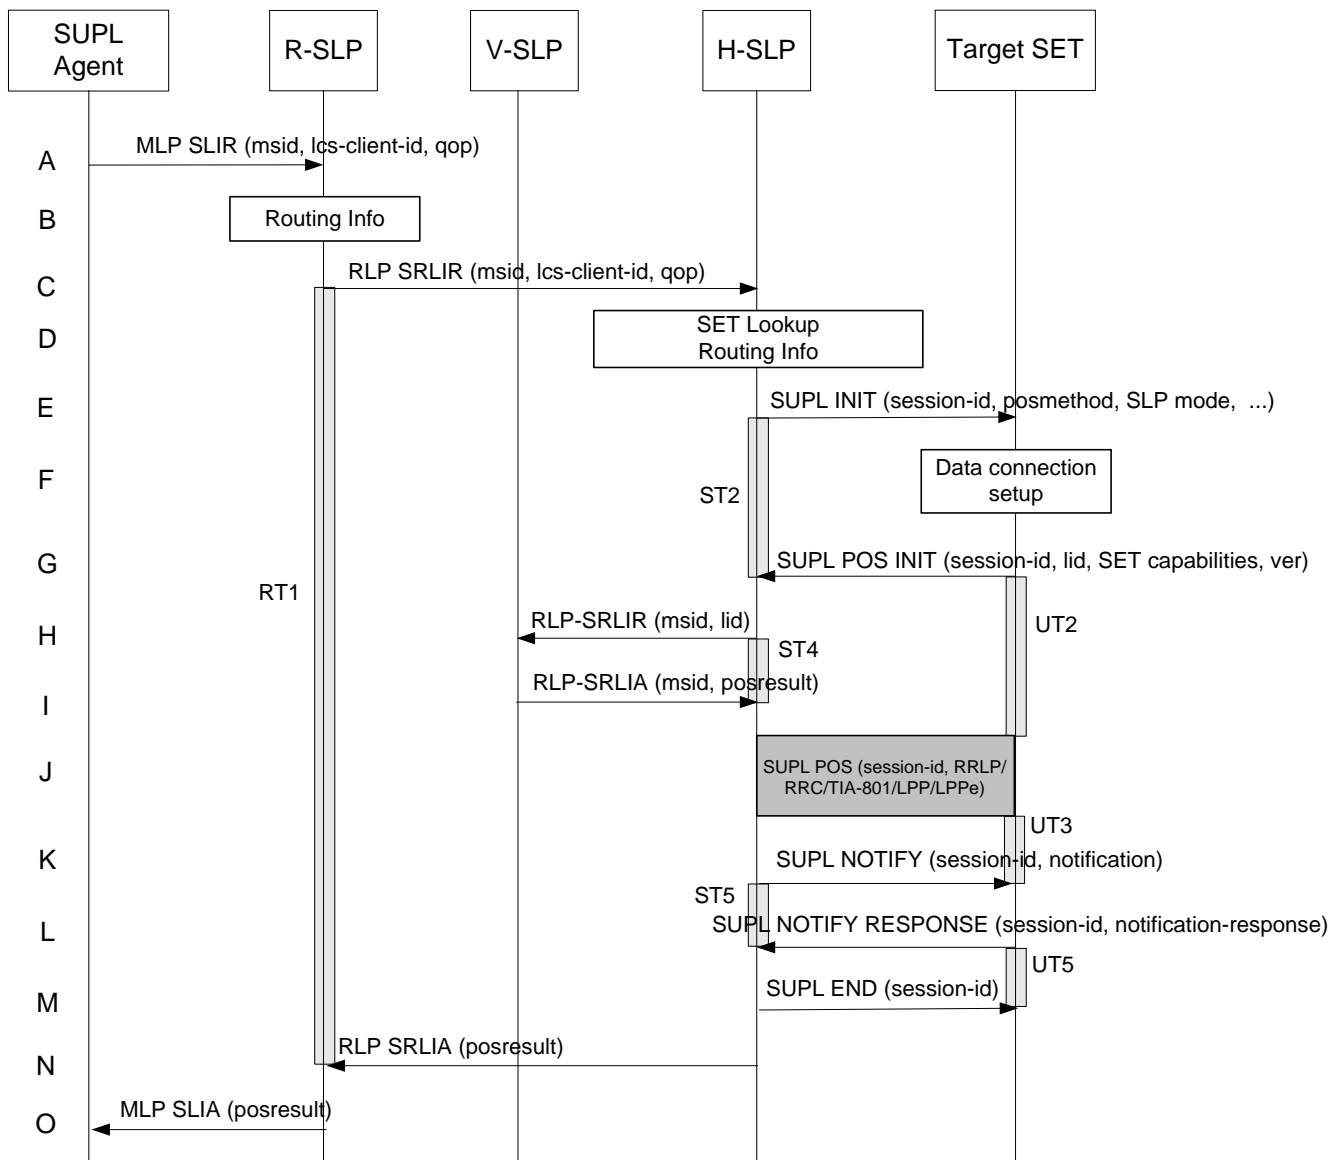 SUPL
Agent
R-SLP
V-SLP
H-SLP
Target SET
A
MLP SLIR (msid, lcs-client-id, qop)
B
Routing Info
C
RLP SRLIR (msid, lcs-client-id, qop)
D
SET Lookup
Routing Info
E
SUPL INIT (session-id, posmethod, SLP mode, ...)
F
Data connection
setup
ST2
G
SUPL POS INIT (session-id, lid, SET capabilities, ver)
RT1
H
RLP-SRLIR (msid, lid)
UT2
ST4
I
RLP-SRLIA (msid, posresult)
J
SUPL POS (session-id, RRLP/
RRC/TIA-801/LPP/LPPe)
UT3
K
SUPL NOTIFY (session-id, notification)
ST5
L
SUPL NOTIFY RESPONSE (session-id, notification-response)
UT5
M
SUPL END (session-id)
N
RLP SRLIA (posresult)
O
MLP SLIA (posresult)